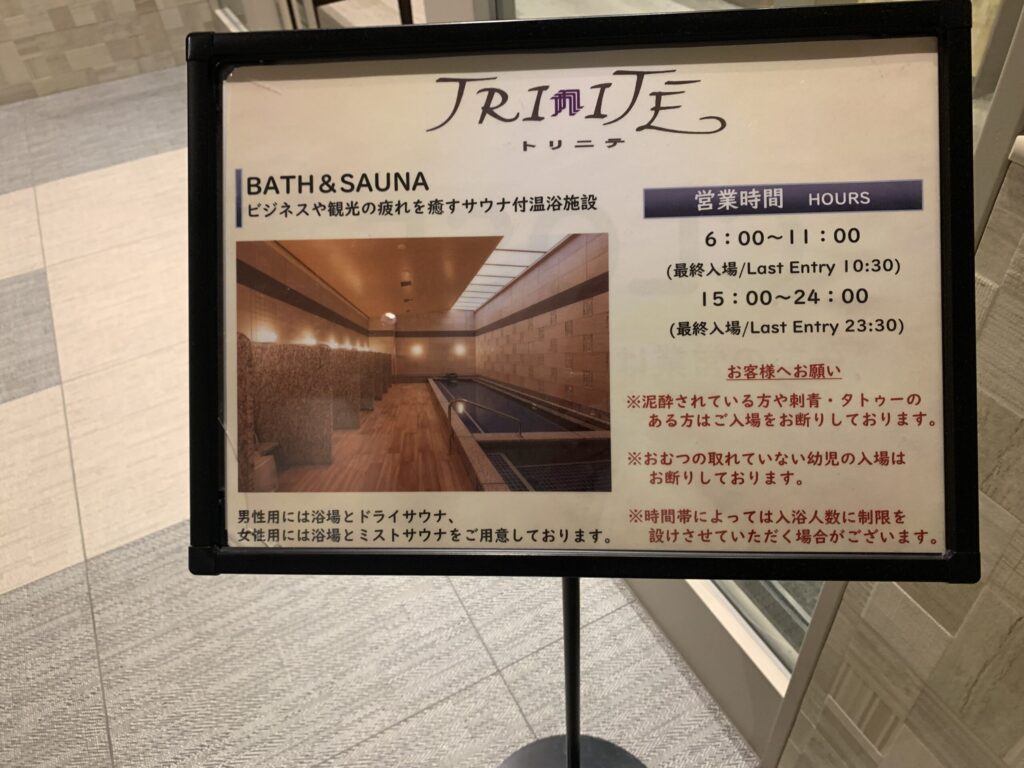 TRINITÉ
トリニテ
BATH&SAUNA
ビジネスや観光の疲れを癒すサウナ付温浴施設
男性用には浴場とドライサウナ、
女性用には浴場とミストサウナをご用意しております。
営業時間 HOURS
6：00～11：00
(最終入場/Last Entry 10:30)
15：00～24：00
(最終入場/Last Entry 23:30)
お客様へお願い
※泥酔されている方や刺青・タトゥーの
ある方はご入場をお断りしております。
※おむつの取れていない幼児の入場は
お断りしております。
※時間帯によっては入浴人数に制限を
設けさせていただく場合がございます。